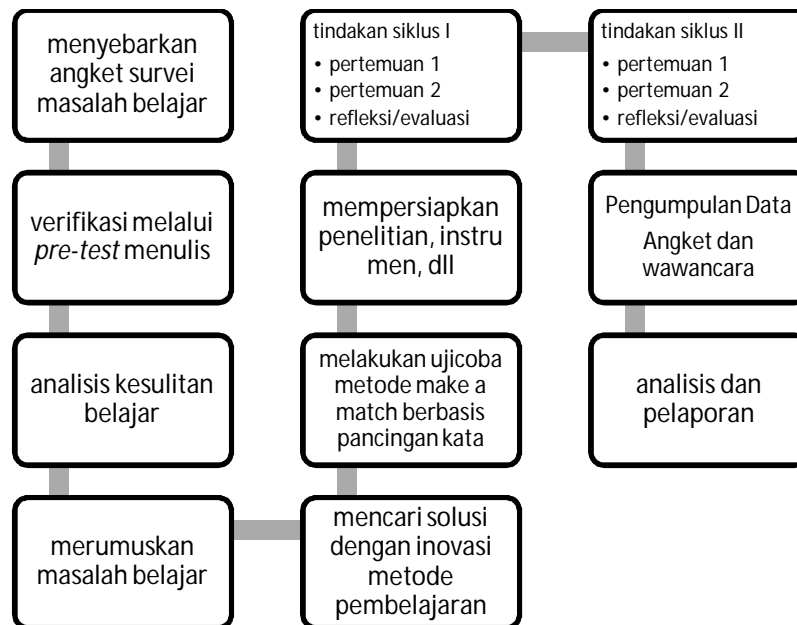 menyebarkan
angket survei
masalah belajar
verifikasi melalui
pre-test menulis
analisis kesulitan
belajar
merumuskan
masalah belajar
mencari solusi
dengan inovasi
metode
pembelajaran
melakukan ujicoba
metode make a
match berbasis
pancingan kata
mempersiapkan
penelitian, instru
men, dll
tindakan siklus I
• pertemuan 1
• pertemuan 2
• refleksi/evaluasi
tindakan siklus II
• pertemuan 1
• pertemuan 2
• refleksi/evaluasi
Pengumpulan Data
Angket dan
wawancara
analisis dan
pelaporan